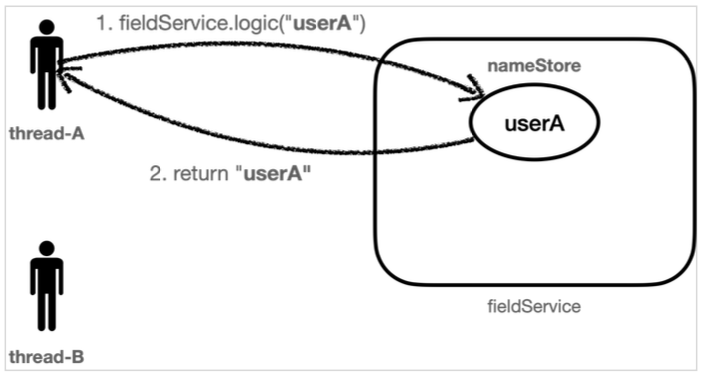 1. fieldService.logic("userA")
nameStore
userA
thread-A
2. return "userA"
fieldService
thread-B